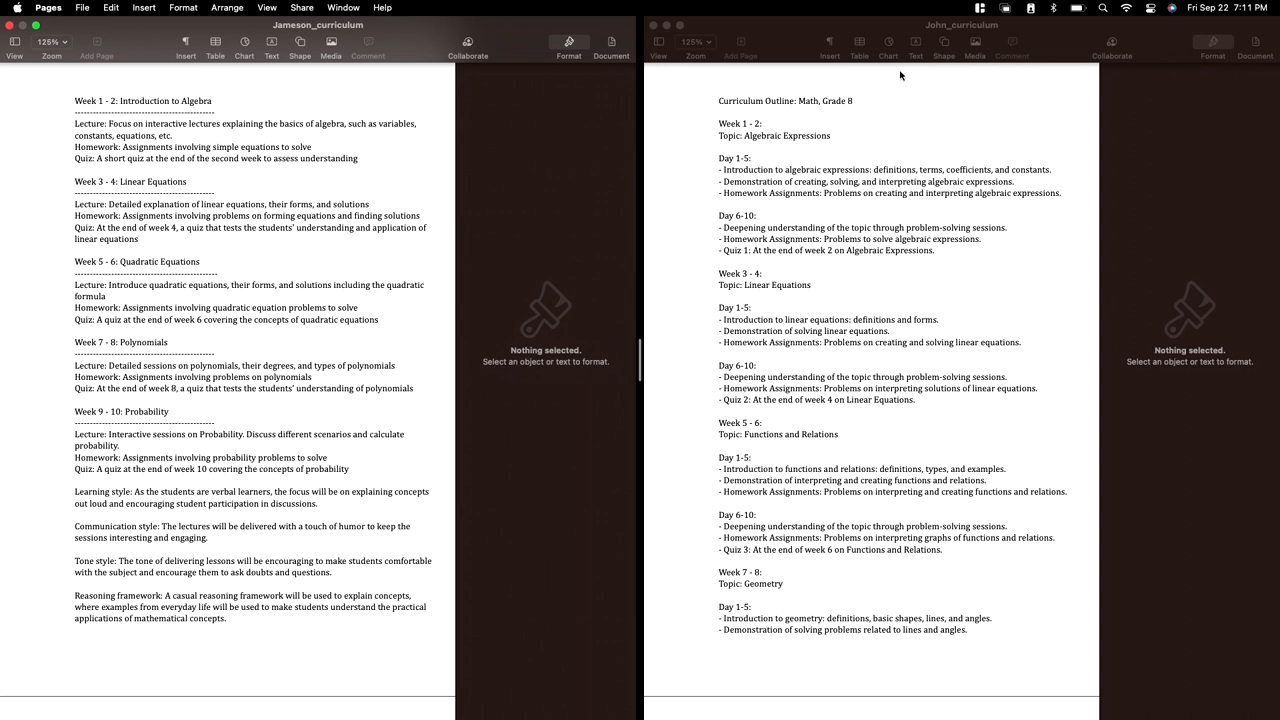 Pages File Edit Insert Format Arrange View Share Window Help
Fri Sep 22 7:11 PM
Jameson_curriculum
125%
View Zoom Add Page Insert Table Chart Text Shape Media Comment Collaborate Format Document
Week 1 - 2: Introduction to Algebra
-----------------------------------------------
Lecture: Focus on interactive lectures explaining the basics of algebra, such as variables,
constants, equations, etc.
Homework: Assignments involving simple equations to solve
Quiz: A short quiz at the end of the second week to assess understanding
Week 3 - 4: Linear Equations
-----------------------------------------------
Lecture: Detailed explanation of linear equations, their forms, and solutions
Homework: Assignments involving problems on forming equations and finding solutions
Quiz: At the end of week 4, a quiz that tests the students' understanding and application of
linear equations
Week 5 - 6: Quadratic Equations
------------------------------------------------
Lecture: Introduce quadratic equations, their forms, and solutions including the quadratic
formula
Homework: Assignments involving quadratic equation problems to solve
Quiz: A quiz at the end of week 6 covering the concepts of quadratic equations
Week 7 - 8: Polynomials
-----------------------------------------------
Lecture: Detailed sessions on polynomials, their degrees, and types of polynomials
Homework: Assignments involving problems on polynomials
Quiz: At the end of week 8, a quiz that tests the students' understanding of polynomials
Week 9 - 10: Probability
-----------------------------------------------
Lecture: Interactive sessions on Probability. Discuss different scenarios and calculate
probability.
Homework: Assignments involving probability problems to solve
Quiz: A quiz at the end of week 10 covering the concepts of probability
Learning style: As the students are verbal learners, the focus will be on explaining concepts
out loud and encouraging student participation in discussions.
Communication style: The lectures will be delivered with a touch of humor to keep the
sessions interesting and engaging.
Tone style: The tone of delivering lessons will be encouraging to make students comfortable
with the subject and encourage them to ask doubts and questions.
Reasoning framework: A casual reasoning framework will be used to explain concepts,
where examples from everyday life will be used to make students understand the practical
applications of mathematical concepts.
Nothing selected.
Select an object or text to format.
John_curriculum
125%
View Zoom Add Page Insert Table Chart Text Shape Media Comment Collaborate Format Document
Curriculum Outline: Math, Grade 8
Week 1 - 2:
Topic: Algebraic Expressions
Day 1-5:
- Introduction to algebraic expressions: definitions, terms, coefficients, and constants.
- Demonstration of creating, solving, and interpreting algebraic expressions.
- Homework Assignments: Problems on creating and interpreting algebraic expressions.
Day 6-10:
- Deepening understanding of the topic through problem-solving sessions.
- Homework Assignments: Problems to solve algebraic expressions.
- Quiz 1: At the end of week 2 on Algebraic Expressions.
Week 3 - 4:
Topic: Linear Equations
Day 1-5:
- Introduction to linear equations: definitions and forms.
- Demonstration of solving linear equations.
- Homework Assignments: Problems on creating and solving linear equations.
Day 6-10:
- Deepening understanding of the topic through problem-solving sessions.
- Homework Assignments: Problems on interpreting solutions of linear equations.
- Quiz 2: At the end of week 4 on Linear Equations.
Week 5 - 6:
Topic: Functions and Relations
Day 1-5:
- Introduction to functions and relations: definitions, types, and examples.
- Demonstration of interpreting and creating functions and relations.
- Homework Assignments: Problems on interpreting and creating functions and relations.
Day 6-10:
- Deepening understanding of the topic through problem-solving sessions.
- Homework Assignments: Problems on interpreting graphs of functions and relations.
- Quiz 3: At the end of week 6 on Functions and Relations.
Week 7 - 8:
Topic: Geometry
Day 1-5:
- Introduction to geometry: definitions, basic shapes, lines, and angles.
- Demonstration of solving problems related to lines and angles.
Nothing selected.
Select an object or text to format.